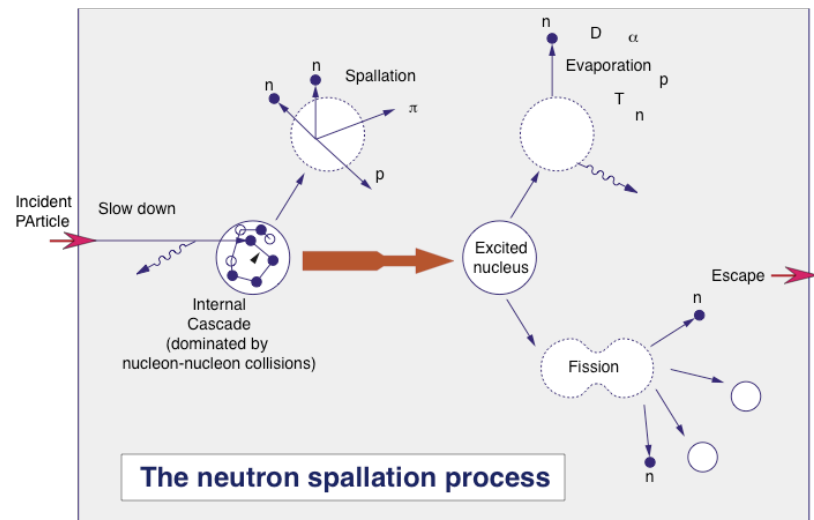 n
D
α
Evaporation
p
T
n
n
n
Spallation
π
p
Incident
PArticle
Slow down
Internal
Cascade
(dominated by
nucleon-nucleon collisions)
Excited
nucleus
Escape
n
Fission
n
The neutron spallation process